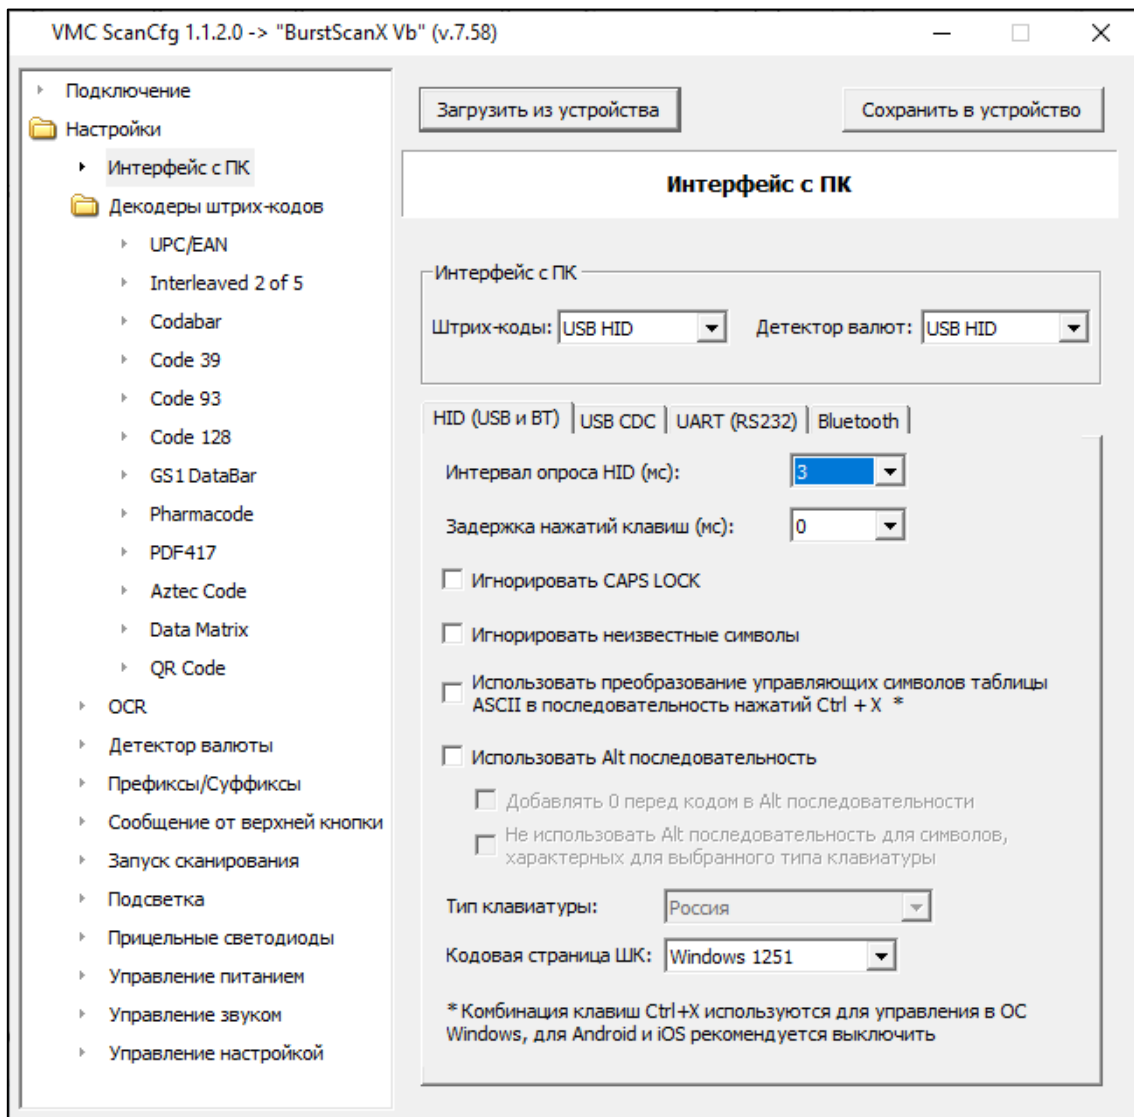 VMC ScanCfg 1.1.2.0 -> "BurstScanX Vb" (v.7.58)
Подключение
Настройки
Интерфейс с ПК
Декодеры штрих-кодов
UPC/EAN
Interleaved 2 of 5
Codabar
Code 39
Code 93
Code 128
GS1 DataBar
Pharmacode
PDF417
Aztec Code
Data Matrix
QR Code
OCR
Детектор валюты
Префиксы/Суффиксы
Сообщение от верхней кнопки
Запуск сканирования
Подсветка
Прицельные светодиоды
Управление питанием
Управление звуком
Управление настройкой
Загрузить из устройства
Сохранить в устройство
Интерфейс с ПК
Интерфейс с ПК
Штрих-коды: USB HID
Детектор валют: USB HID
HID (USB и BT) USB CDC UART (RS232) Bluetooth
Интервал опроса HID (мс): 3
Задержка нажатий клавиш (мс): 0
Игнорировать CAPS LOCK
Игнорировать неизвестные символы
Использовать преобразование управляющих символов таблицы
ASCII в последовательность нажатий Ctrl + X *
Использовать Alt последовательность
Добавлять 0 перед кодом в Alt последовательности
Не использовать Alt последовательность для символов,
характерных для выбранного типа клавиатуры
Тип клавиатуры: Россия
Кодовая страница ШК: Windows 1251
* Комбинация клавиш Ctrl+X используются для управления в ОС
Windows, для Android и iOS рекомендуется выключить